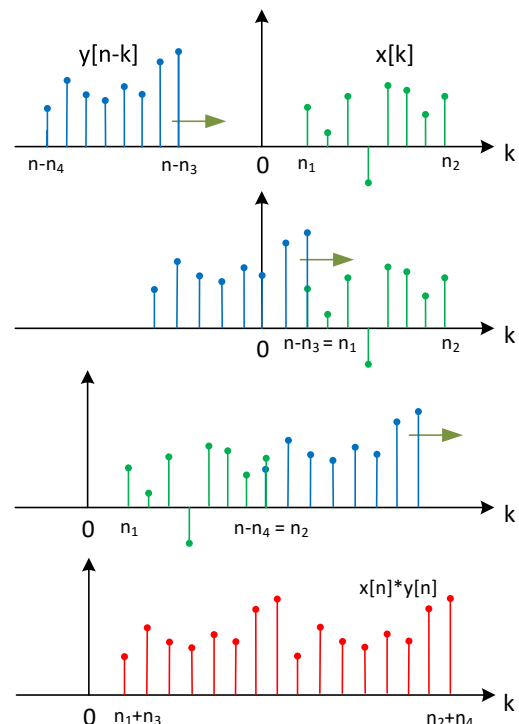 y[n-k] x[k]
n-n₄ n-n₃ 0 n₁ n₂ k
0 n-n₃ = n₁ n₂ k
0 n₁ n-n₄ = n₂ k
x[n]*y[n]
0 n₁+n₃ n₂+n₄ k